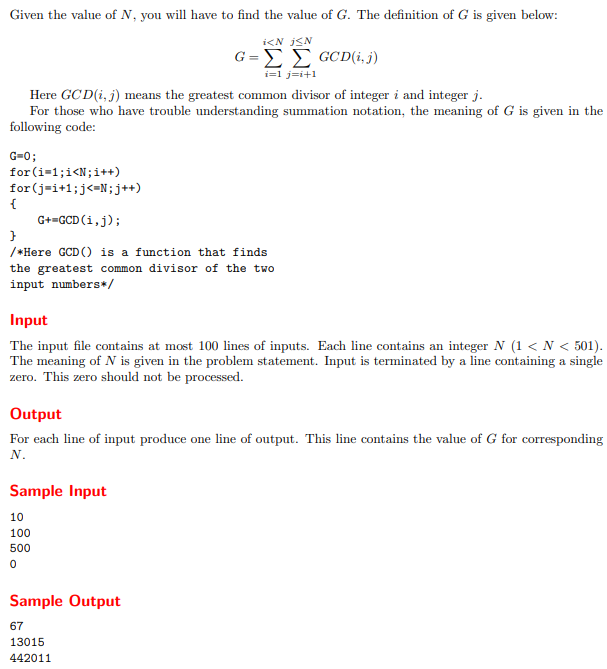 Given the value of N, you will have to find the value of G. The definition of G is given below:
i<N j≤N
G = ∑ ∑ GCD(i, j)
i=1 j=i+1
Here GCD(i, j) means the greatest common divisor of integer i and integer j.
For those who have trouble understanding summation notation, the meaning of G is given in the
following code:
G=0;
for(i=1;i<N;i++)
for(j=i+1;j<=N;j++)
{
G+=GCD(i,j);
}
/*Here GCD() is a function that finds
the greatest common divisor of the two
input numbers*/
Input
The input file contains at most 100 lines of inputs. Each line contains an integer N (1 < N < 501).
The meaning of N is given in the problem statement. Input is terminated by a line containing a single
zero. This zero should not be processed.
Output
For each line of input produce one line of output. This line contains the value of G for corresponding
N.
Sample Input
10
100
500
0
Sample Output
67
13015
442011